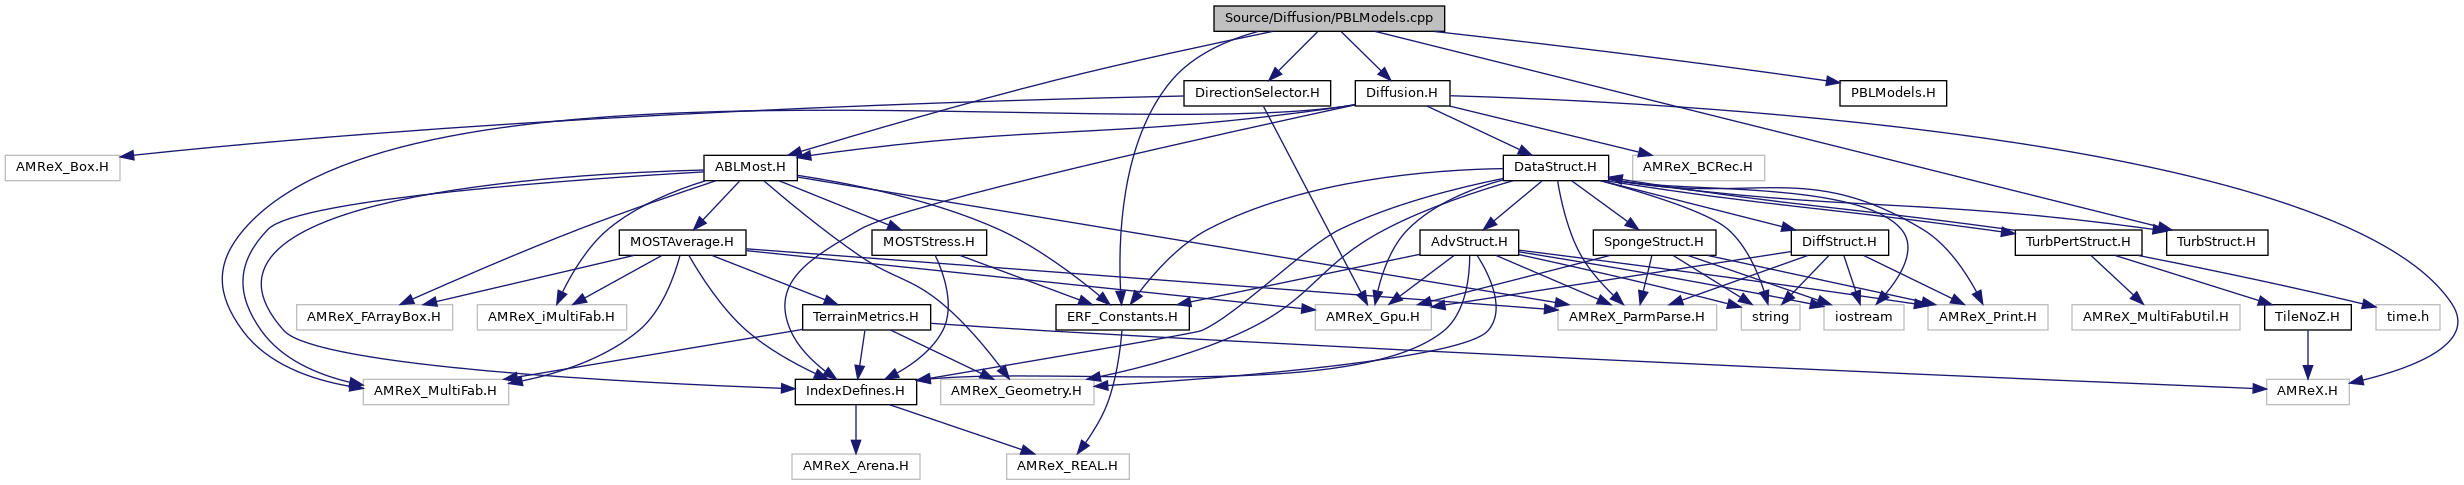 Source/Diffusion/PBLModels.cpp
DirectionSelector.H
Diffusion.H
PBLModels.H
AMReX_Box.H
ABLMost.H
DataStruct.H
AMReX_BCRec.H
MOSTAverage.H
MOSTStress.H
AdvStruct.H
SpongeStruct.H
DiffStruct.H
TurbPertStruct.H
TurbStruct.H
AMReX_FArrayBox.H
AMReX_iMultiFab.H
TerrainMetrics.H
ERF_Constants.H
AMReX_Gpu.H
AMReX_ParmParse.H
string
iostream
AMReX_Print.H
AMReX_MultiFabUtil.H
TileNoZ.H
time.h
AMReX_MultiFab.H
IndexDefines.H
AMReX_Geometry.H
AMReX.H
AMReX_Arena.H
AMReX_REAL.H